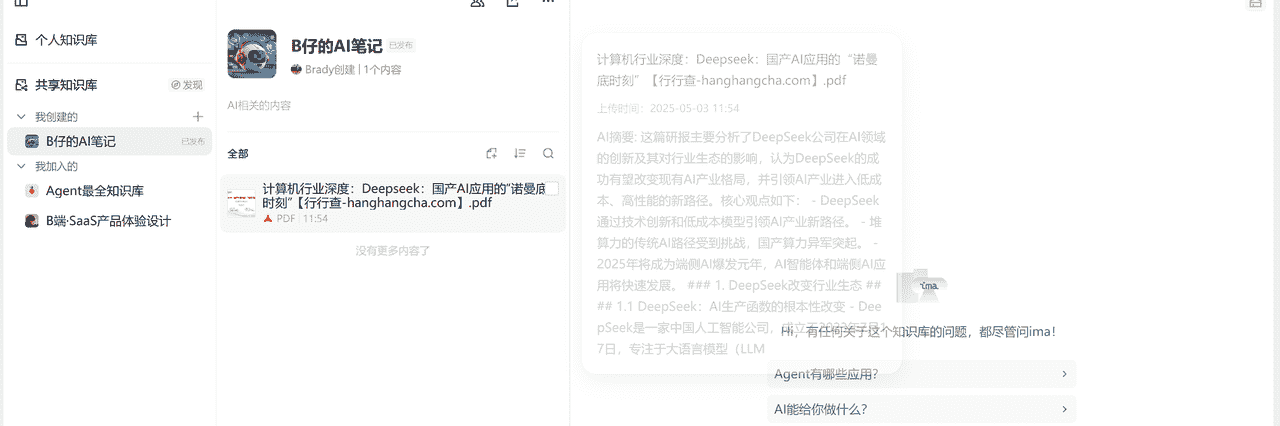 个人知识库
共享知识库
发现
我创建的
B仔的AI笔记
已发布
我加入的
Agent最全知识库
B端·SaaS产品体验设计
B仔的AI笔记 已发布
Brady创建 | 1个内容
AI相关的内容
全部
计算机行业深度：Deepseek：国产AI应用的“诺曼底
时刻”【行行查-hanghangcha.com】.pdf
PDF | 11:54
没有更多内容了
计算机行业深度：Deepseek：国产AI应用的“诺曼
底时刻”【行行查-hanghangcha.com】.pdf
上传时间：2025-05-03 11:54
AI摘要: 这篇研报主要分析了DeepSeek公司在AI领域
的创新及其对行业生态的影响，认为DeepSeek的成
功有望改变现有AI产业格局，并引领AI产业进入低成
本、高性能的新路径。核心观点如下： - DeepSeek
通过技术创新和低成本模型引领AI产业新路径。 - 堆
算力的传统AI路径受到挑战，国产算力异军突起。 -
2025年将成为端侧AI爆发元年，AI智能体和端侧AI应
用将快速发展。 ### 1. DeepSeek改变行业生态 ##
## 1.1 DeepSeek：AI生产函数的根本性改变 - Dee
pSeek是一家中国人工智能公司，成立于2023年7月1
7日，专注于大语言模型（LLM
ima.
Hi，有任何关于这个知识库的问题，都尽管问ima！
Agent有哪些应用？
AI能给你做什么？